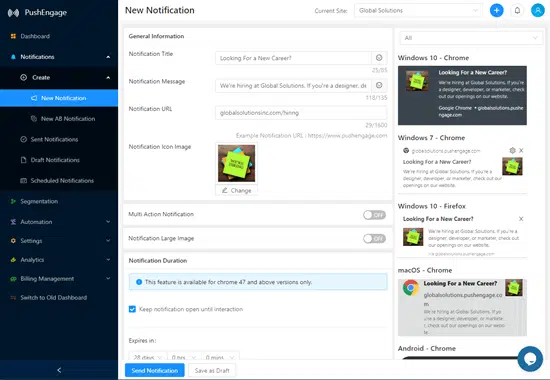 PushEngage
New Notification
Current Site:
Global Solutions
Dashboard
Notifications
Create
New Notification
New AB Notification
Sent Notifications
Draft Notifications
Scheduled Notifications
Segmentation
Automation
Settings
Analytics
Billing Management
Switch to Old Dashboard
General Information
Notification Title
Looking For a New Career?
25/85
Notification Message
We're hiring at Global Solutions. If you're a designer, de
113/135
Notification URL
globalsolutionsinc.com/hiring
29/1600
Example Notification URL : https://www.pushengage.com
Notification Icon Image
Change
Multi Action Notification
OFF
Notification Large Image
OFF
Notification Duration
This feature is available for chrome 47 and above versions only.
Keep notification open until interaction
Expires in:
28 days
0 hrs
0 mins
Send Notification
Save as Draft
All
Windows 10 - Chrome
Looking For a New Career?
We're hiring at Global Solutions. If you're a designer, developer, or marketer, check out our openings on our website.
Google Chrome • globalsolutions.pushengage.com
Windows 7 - Chrome
globalsolutions.pushengage.com
Looking For a New Career?
We're hiring at Global Solutions. If you're a
designer, developer, or marketer, check out
our openings on our website.
Windows 10 - Firefox
Looking For a New Career?
We're hiring at Global Solutions. If you're a
designer, developer, or marketer, check out
our openings on our website.
macOS - Chrome
Looking For a New Career?
globalsolutions.pushengage.com
We're hiring at Global Solutions. If
you're a designer, developer, or
marketer, check out our openings on
our website.
Android - Chrome